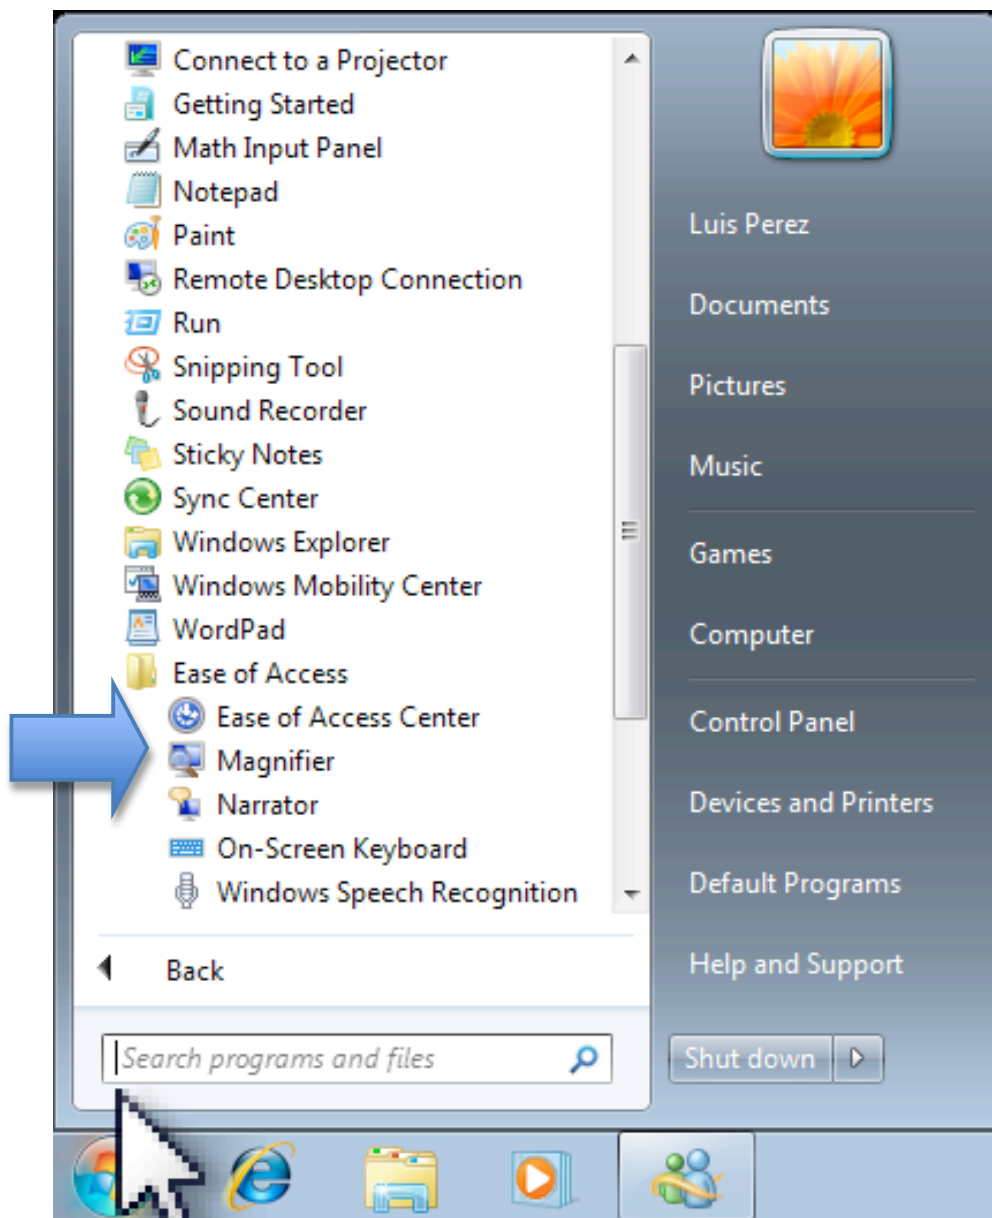 Connect to a Projector
Getting Started
Math Input Panel
Notepad
Paint
Remote Desktop Connection
Run
Snipping Tool
Sound Recorder
Sticky Notes
Sync Center
Windows Explorer
Windows Mobility Center
WordPad
Ease of Access
Ease of Access Center
Magnifier
Narrator
On-Screen Keyboard
Windows Speech Recognition
Back
Search programs and files
Luis Perez
Documents
Pictures
Music
Games
Computer
Control Panel
Devices and Printers
Default Programs
Help and Support
Shut down